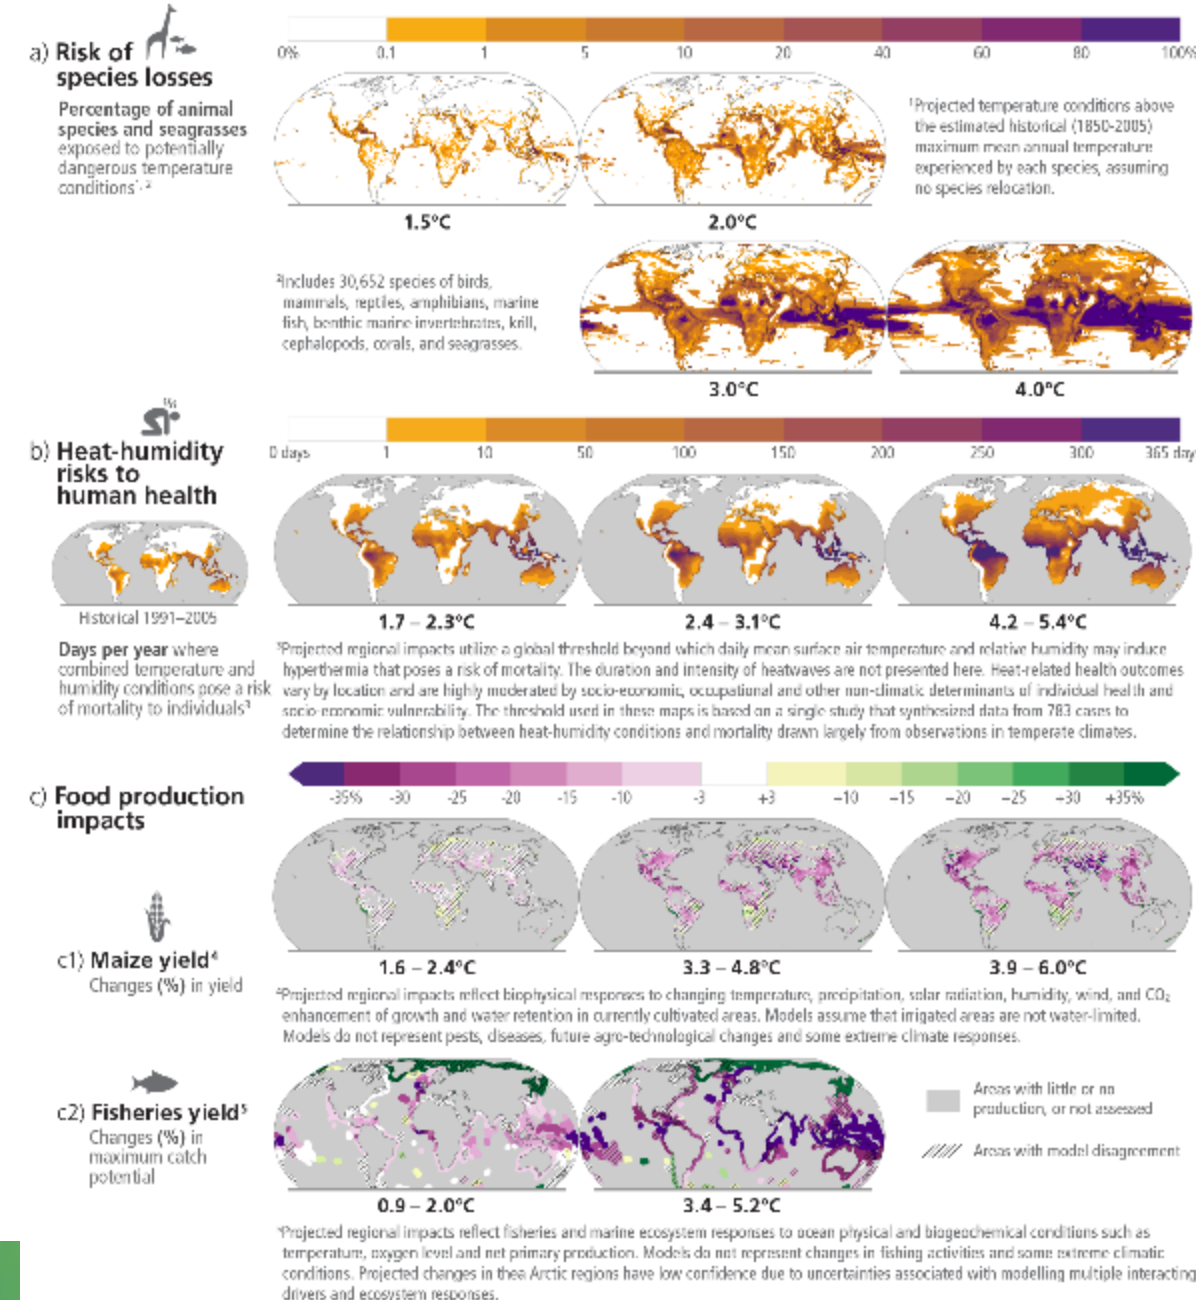 a) Risk of
species losses
Percentage of animal
species and seagrasses
exposed to potentially
dangerous temperature
conditions¹, ²
0% 0.1 1 5 10 20 40 60 80 100%
¹Projected temperature conditions above
the estimated historical (1850-2005)
maximum mean annual temperature
experienced by each species, assuming
no species relocation.
1.5°C 2.0°C
²Includes 30,652 species of birds,
mammals, reptiles, amphibians, marine
fish, benthic marine invertebrates, krill,
cephalopods, corals, and seagrasses.
3.0°C 4.0°C
b) Heat-humidity
risks to
human health
0 days 1 10 50 100 150 200 250 300 365 day
Historical 1991–2005
1.7 – 2.3°C 2.4 – 3.1°C 4.2 – 5.4°C
Days per year where
combined temperature and
humidity conditions pose a risk
of mortality to individuals³
³Projected regional impacts utilize a global threshold beyond which daily mean surface air temperature and relative humidity may induce
hyperthermia that poses a risk of mortality. The duration and intensity of heatwaves are not presented here. Heat-related health outcomes
vary by location and are highly moderated by socio-economic, occupational and other non-climatic determinants of individual health and
socio-economic vulnerability. The threshold used in these maps is based on a single study that synthesized data from 783 cases to
determine the relationship between heat-humidity conditions and mortality drawn largely from observations in temperate climates.
c) Food production
impacts
-35% -30 -25 -20 -15 -10 -3 +3 +10 +15 +20 +25 +30 +35%
c1) Maize yield⁴
Changes (%) in yield
1.6 – 2.4°C 3.3 – 4.8°C 3.9 – 6.0°C
⁴Projected regional impacts reflect biophysical responses to changing temperature, precipitation, solar radiation, humidity, wind, and CO₂
enhancement of growth and water retention in currently cultivated areas. Models assume that irrigated areas are not water-limited.
Models do not represent pests, diseases, future agro-technological changes and some extreme climate responses.
c2) Fisheries yield⁵
Changes (%) in
maximum catch
potential
0.9 – 2.0°C 3.4 – 5.2°C
Areas with little or no
production, or not assessed
Areas with model disagreement
⁵Projected regional impacts reflect fisheries and marine ecosystem responses to ocean physical and biogeochemical conditions such as
temperature, oxygen level and net primary production. Models do not represent changes in fishing activities and some extreme climatic
conditions. Projected changes in thea Arctic regions have low confidence due to uncertainties associated with modelling multiple interacting
drivers and ecosystem responses.